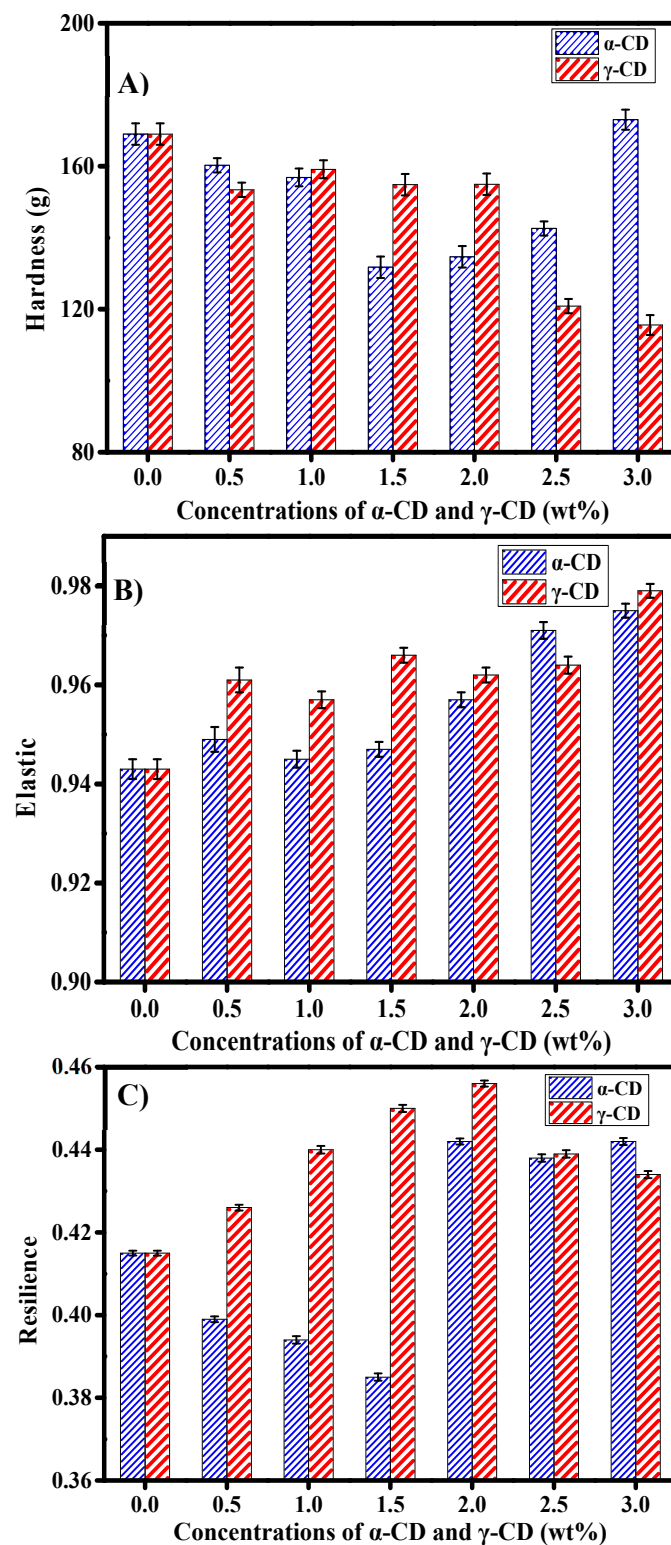 200
α-CD
γ-CD
A)
160
Hardness (g)
120
80
0.0 0.5 1.0 1.5 2.0 2.5 3.0
Concentrations of α-CD and γ-CD (wt%)
α-CD
γ-CD
B)
0.98
0.96
Elastic
0.94
0.92
0.90
0.0 0.5 1.0 1.5 2.0 2.5 3.0
Concentrations of α-CD and γ-CD (wt%)
0.46
α-CD
γ-CD
C)
0.44
0.42
Resilience
0.40
0.38
0.36
0.0 0.5 1.0 1.5 2.0 2.5 3.0
Concentrations of α-CD and γ-CD (wt%)